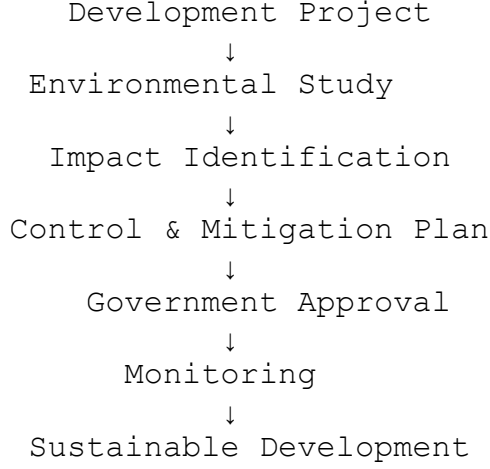 Development Project
↓
Environmental Study
↓
Impact Identification
↓
Control & Mitigation Plan
↓
Government Approval
↓
Monitoring
↓
Sustainable Development